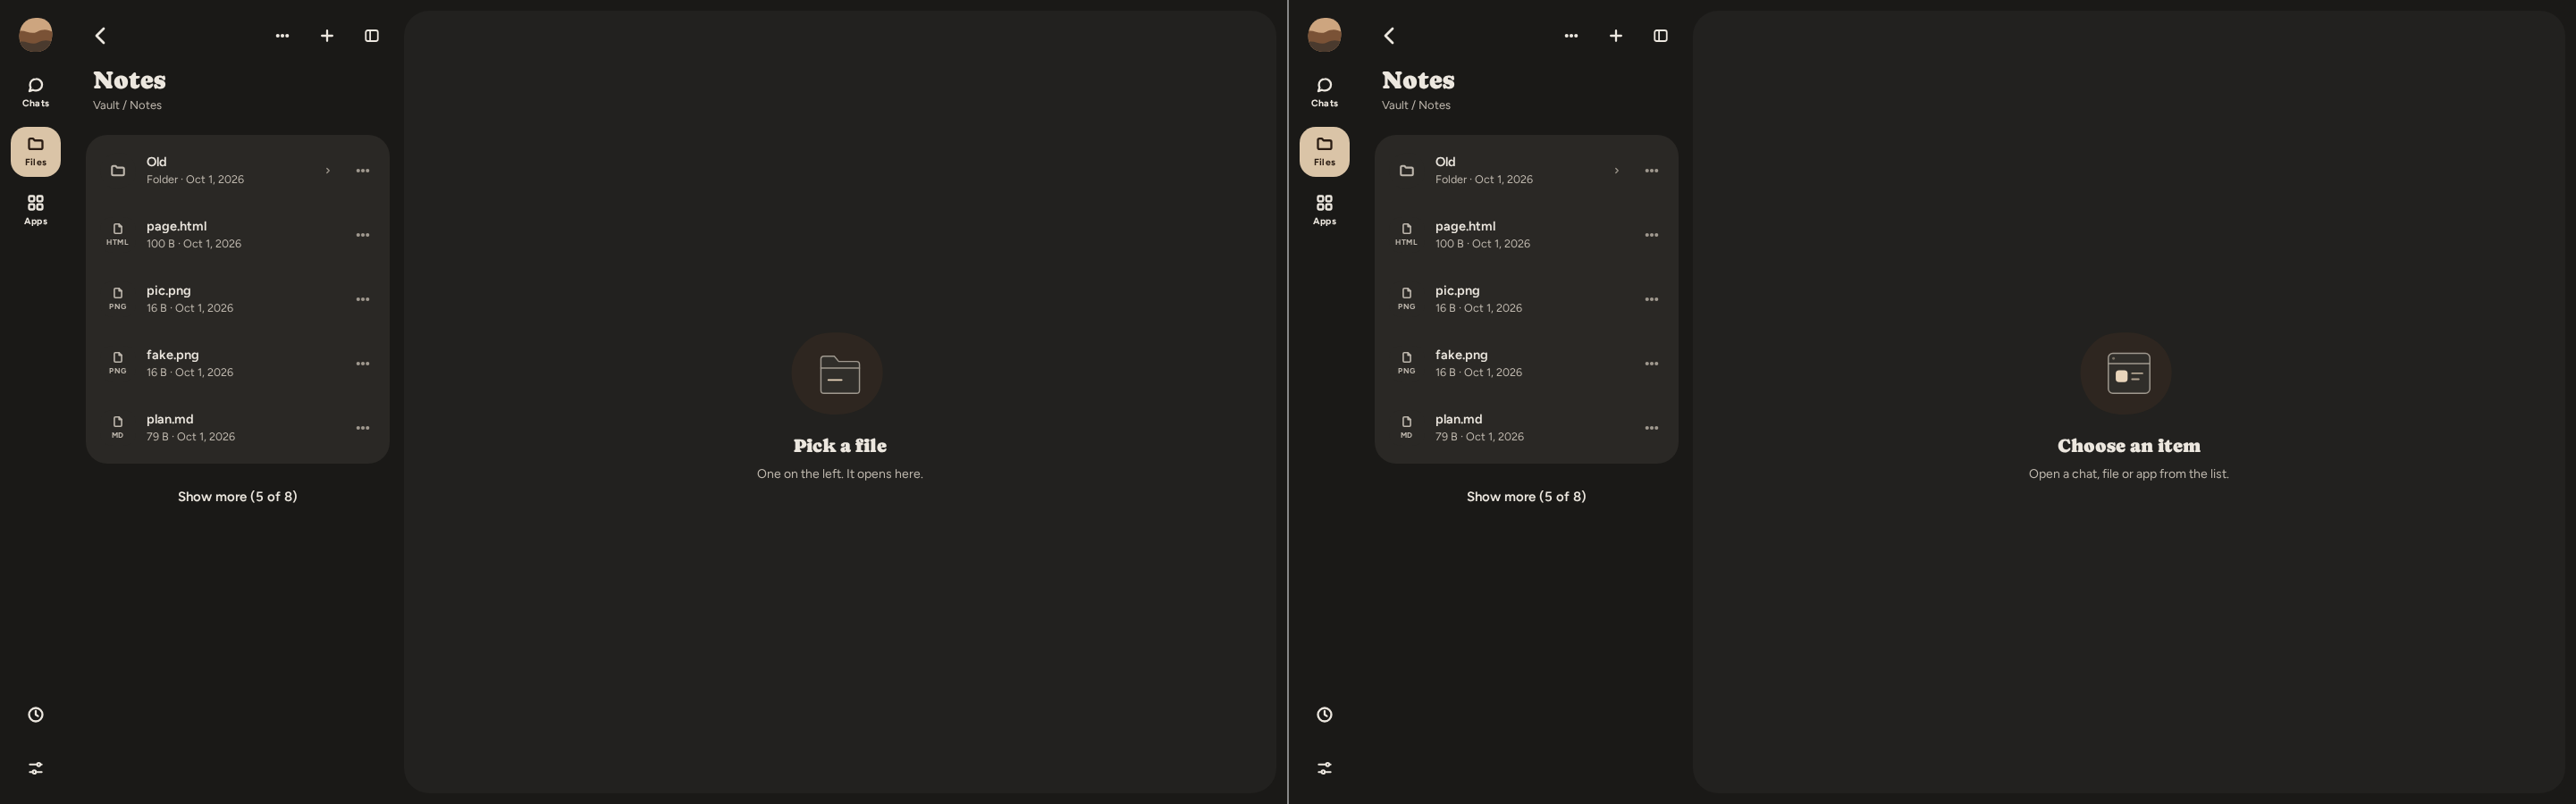 Notes
Vault / Notes
Chats
Files
Apps
Old
Folder · Oct 1, 2026
HTML
page.html
100 B · Oct 1, 2026
PNG
pic.png
16 B · Oct 1, 2026
PNG
fake.png
16 B · Oct 1, 2026
MD
plan.md
79 B · Oct 1, 2026
Show more (5 of 8)
Pick a file
One on the left. It opens here.
Notes
Vault / Notes
Chats
Files
Apps
Old
Folder · Oct 1, 2026
HTML
page.html
100 B · Oct 1, 2026
PNG
pic.png
16 B · Oct 1, 2026
PNG
fake.png
16 B · Oct 1, 2026
MD
plan.md
79 B · Oct 1, 2026
Show more (5 of 8)
Choose an item
Open a chat, file or app from the list.